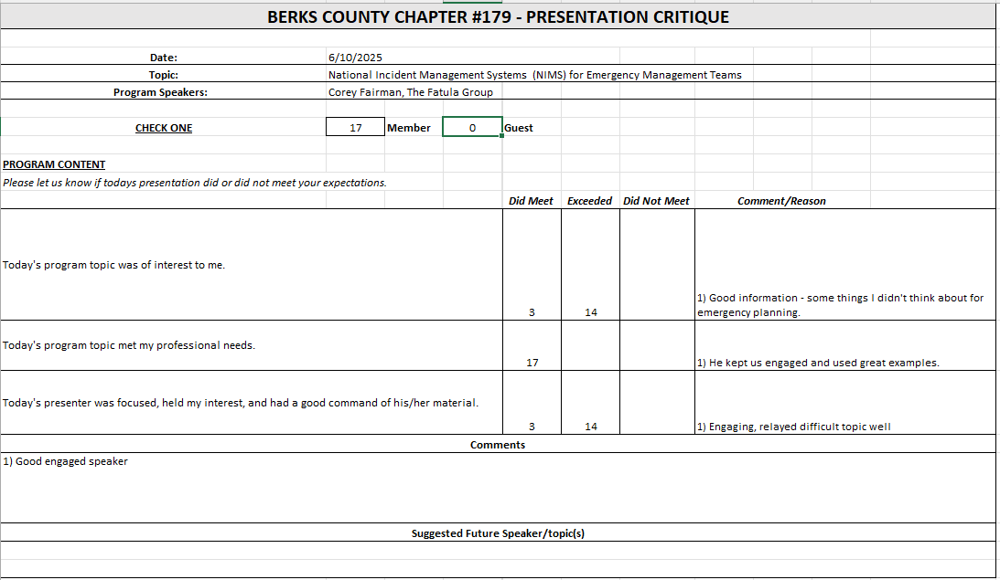 BERKS COUNTY CHAPTER #179 - PRESENTATION CRITIQUE
Date: 6/10/2025
Topic: National Incident Management Systems (NIMS) for Emergency Management Teams
Program Speakers: Corey Fairman, The Fatula Group
CHECK ONE 17 Member 0 Guest
PROGRAM CONTENT
Please let us know if todays presentation did or did not meet your expectations.
Did Meet Exceeded Did Not Meet Comment/Reason
Today's program topic was of interest to me.
1) Good information - some things I didn't think about for
3 14 emergency planning.
Today's program topic met my professional needs.
17 1) He kept us engaged and used great examples.
Today's presenter was focused, held my interest, and had a good command of his/her material.
3 14 1) Engaging, relayed difficult topic well
Comments
1) Good engaged speaker
Suggested Future Speaker/topic(s)